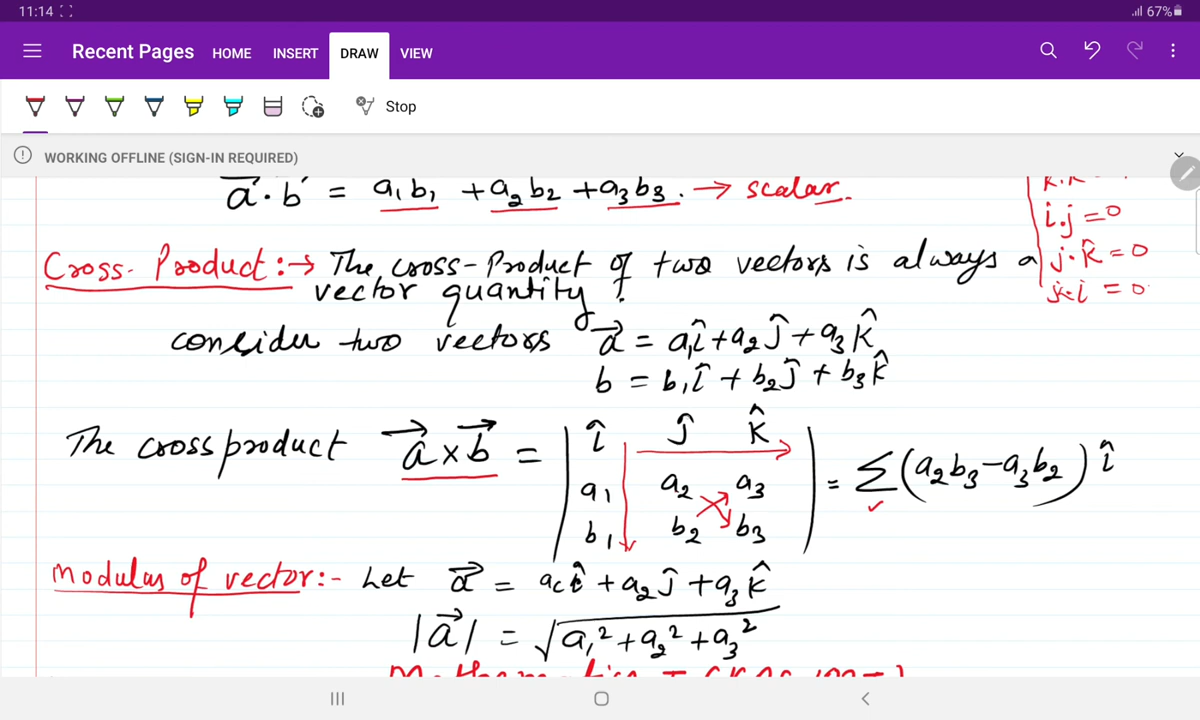 11:14 67%
Recent Pages HOME INSERT DRAW VIEW
Stop
WORKING OFFLINE (SIGN-IN REQUIRED)
a⃗·b⃗ = a₁b₁ + a₂b₂ + a₃b₃. → scalar.
î.j = 0
j·k̂ = 0
k·i = 0.
Cross-Product:→ The cross-Product of two vectors is always a
vector quantity.
consider two vectors a⃗ = a₁î + a₂ĵ + a₃k̂
b = b₁î + b₂ĵ + b₃k̂
The cross product a⃗ × b⃗ = | î ĵ k̂
a₁ a₂ a₃
b₁ b₂ b₃ | = Σ(a₂b₃ - a₃b₂) î
Modulus of vector:- Let a⃗ = a₁î + a₂ĵ + a₃k̂
|a⃗| = √a₁² + a₂² + a₃²